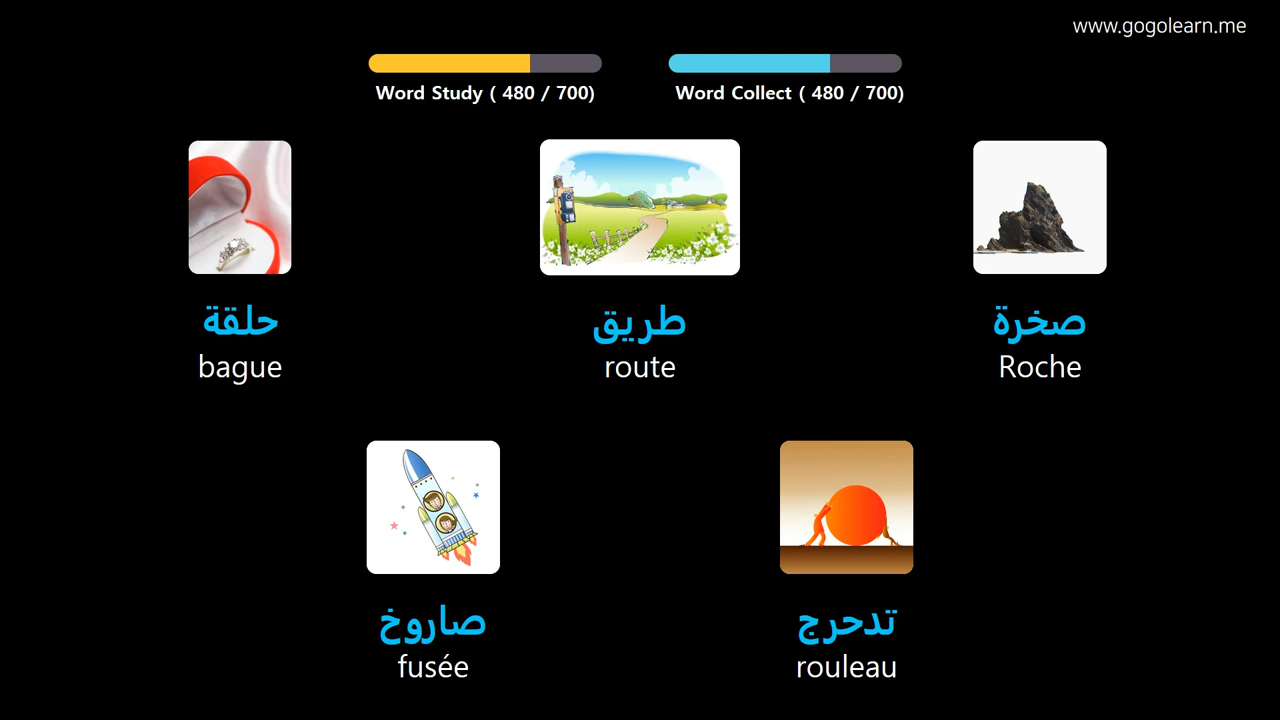 www.gogolearn.me
Word Study ( 480 / 700)
Word Collect ( 480 / 700)
حلقة
bague
طريق
route
صخرة
Roche
صاروخ
fusée
تدحرج
rouleau